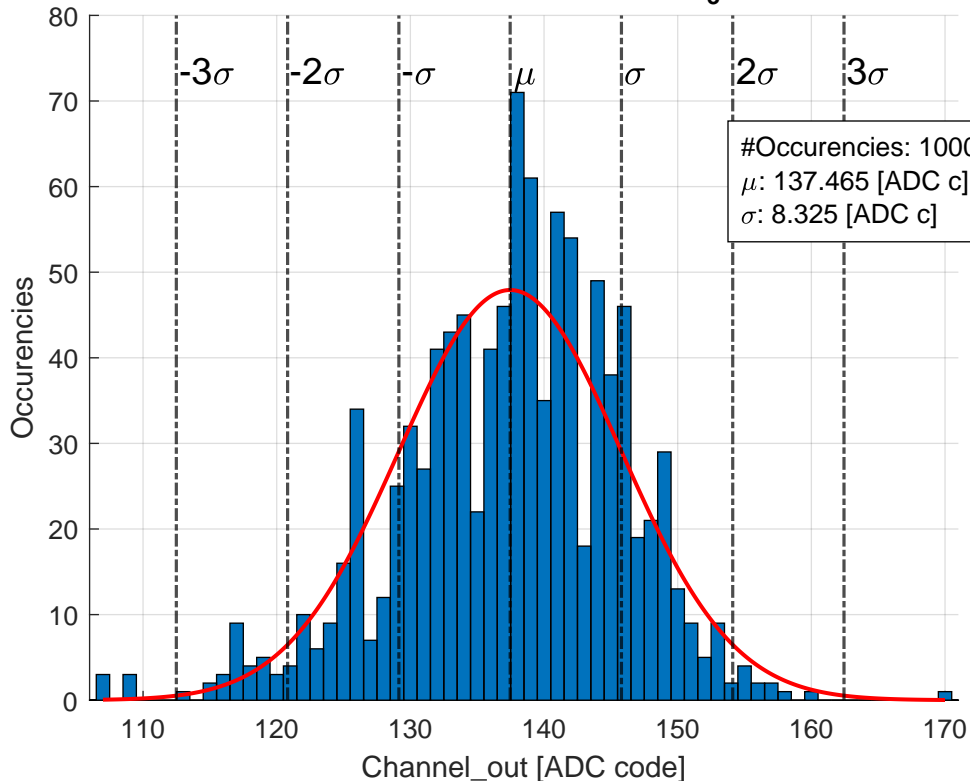 80
70
60
50
40
30
20
10
0
-3σ -2σ -σ μ σ 2σ 3σ
#Occurencies: 1000
μ: 137.465 [ADC c]
σ: 8.325 [ADC c]
Occurencies
110 120 130 140 150 160 170
Channel_out [ADC code]